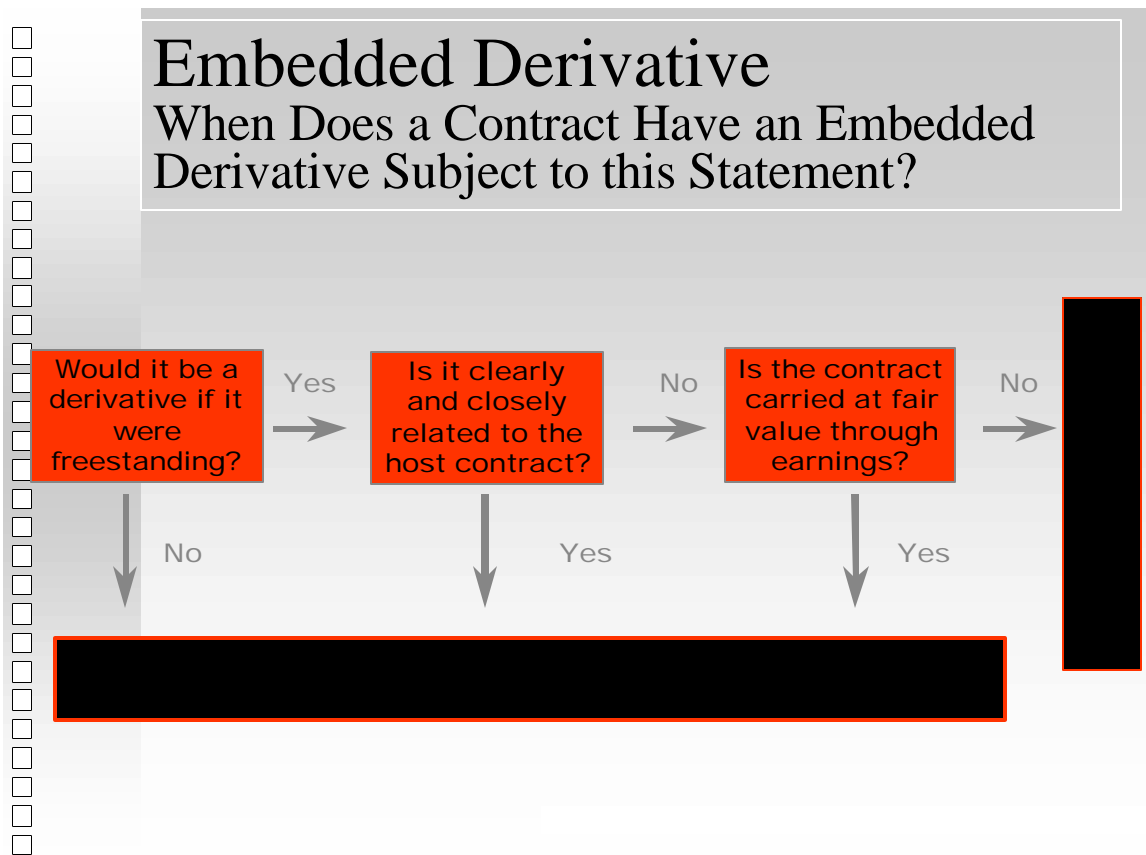 Embedded Derivative
When Does a Contract Have an Embedded
Derivative Subject to this Statement?
Would it be a
derivative if it
were
freestanding?
Yes
Is it clearly
and closely
related to the
host contract?
No
Is the contract
carried at fair
value through
earnings?
No
No
Yes
Yes